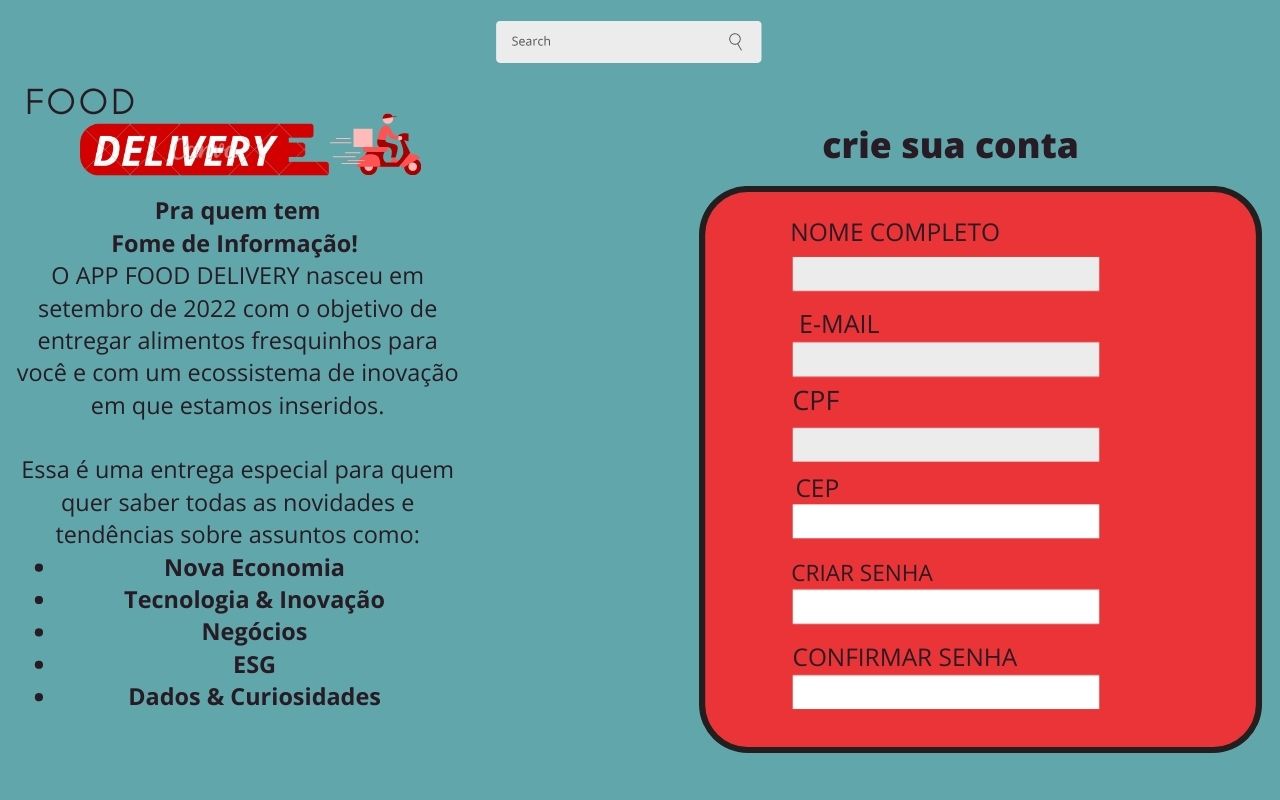 Search
FOOD
DELIVERY
Pra quem tem
Fome de Informação!
O APP FOOD DELIVERY nasceu em
setembro de 2022 com o objetivo de
entregar alimentos fresquinhos para
você e com um ecossistema de inovação
em que estamos inseridos.
Essa é uma entrega especial para quem
quer saber todas as novidades e
tendências sobre assuntos como:
• Nova Economia
• Tecnologia & Inovação
• Negócios
• ESG
• Dados & Curiosidades
crie sua conta
NOME COMPLETO
E-MAIL
CPF
CEP
CRIAR SENHA
CONFIRMAR SENHA